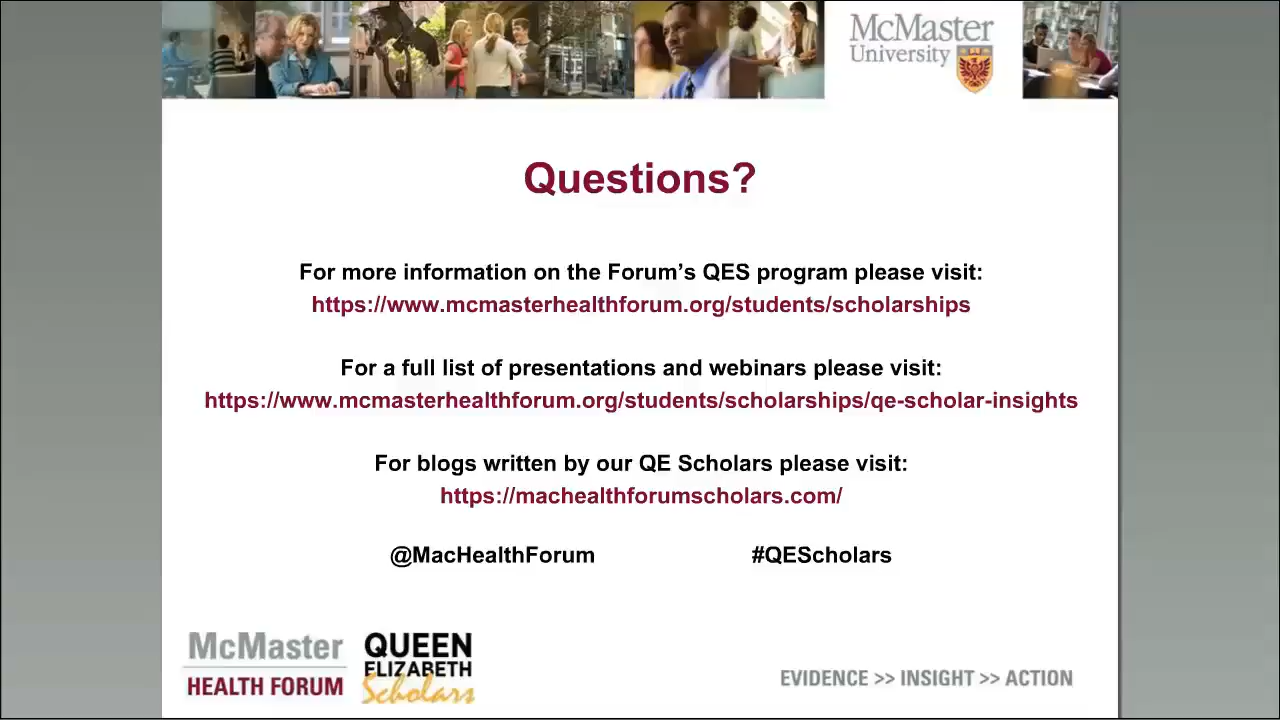 McMaster
University
Questions?
For more information on the Forum’s QES program please visit:
https://www.mcmasterhealthforum.org/students/scholarships
For a full list of presentations and webinars please visit:
https://www.mcmasterhealthforum.org/students/scholarships/qe-scholar-insights
For blogs written by our QE Scholars please visit:
https://machealthforumscholars.com/
@MacHealthForum #QEScholars
McMaster
HEALTH FORUM
QUEEN
ELIZABETH
Scholars
EVIDENCE >> INSIGHT >> ACTION